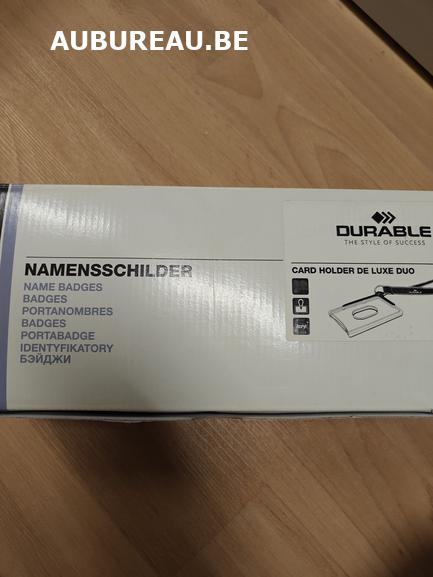 AUBUREAU.BE
DURABLE
THE STYLE OF SUCCESS
NAMENSSCHILDER
NAME BADGES
BADGES
PORTANOMBRES
BADGES
PORTABADGE
IDENTYFIKATORY
БЭЙДЖИ
CARD HOLDER DE LUXE DUO